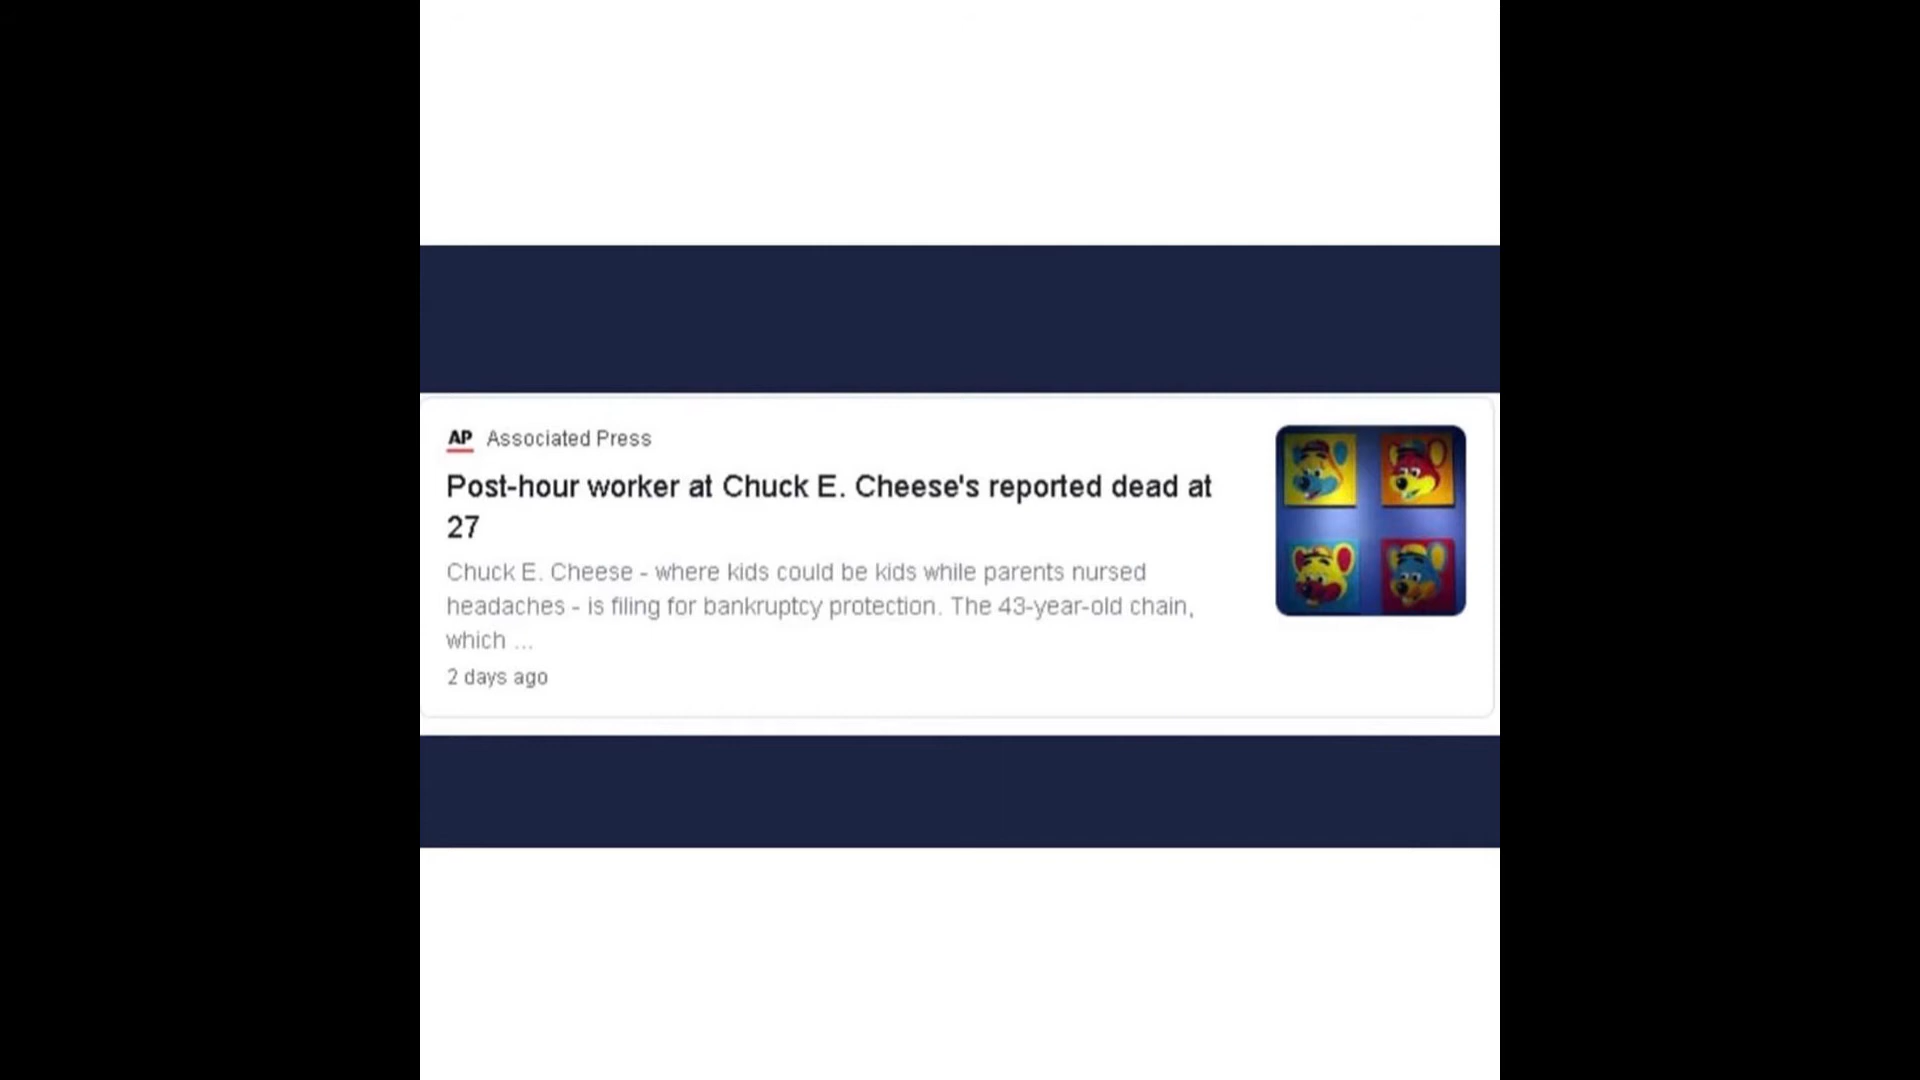 AP Associated Press
Post-hour worker at Chuck E. Cheese's reported dead at
27
Chuck E. Cheese - where kids could be kids while parents nursed
headaches - is filing for bankruptcy protection. The 43-year-old chain,
which ...
2 days ago